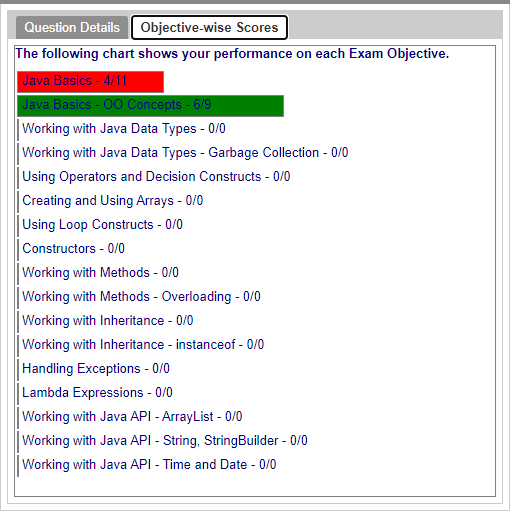 Question Details
Objective-wise Scores
The following chart shows your performance on each Exam Objective.
Java Basics - 4/11
Java Basics - OO Concepts - 6/9
Working with Java Data Types - 0/0
Working with Java Data Types - Garbage Collection - 0/0
Using Operators and Decision Constructs - 0/0
Creating and Using Arrays - 0/0
Using Loop Constructs - 0/0
Constructors - 0/0
Working with Methods - 0/0
Working with Methods - Overloading - 0/0
Working with Inheritance - 0/0
Working with Inheritance - instanceof - 0/0
Handling Exceptions - 0/0
Lambda Expressions - 0/0
Working with Java API - ArrayList - 0/0
Working with Java API - String, StringBuilder - 0/0
Working with Java API - Time and Date - 0/0